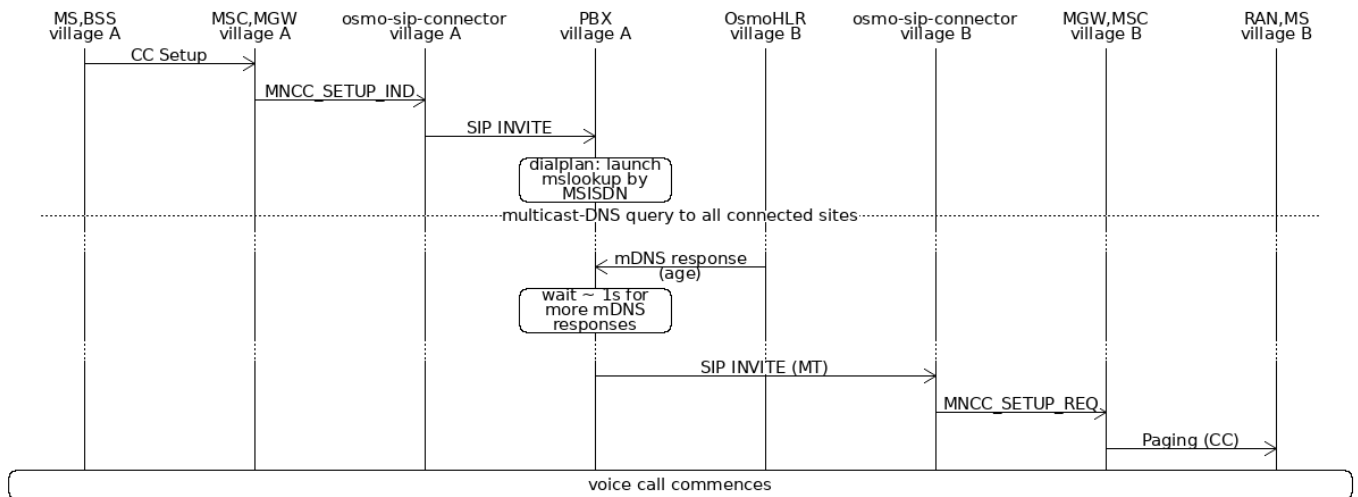 MS,BSS MSC,MGW osmo-sip-connector PBX OsmoHLR osmo-sip-connector MGW,MSC RAN,MS
village A village A village A village A village B village B village B village B
CC Setup
MNCC_SETUP_IND
SIP INVITE
dialplan: launch
mslookup by
MSISDN
multicast-DNS query to all connected sites
mDNS response
(age)
wait ~ 1s for
more mDNS
responses
SIP INVITE (MT)
MNCC_SETUP_REQ
Paging (CC)
voice call commences